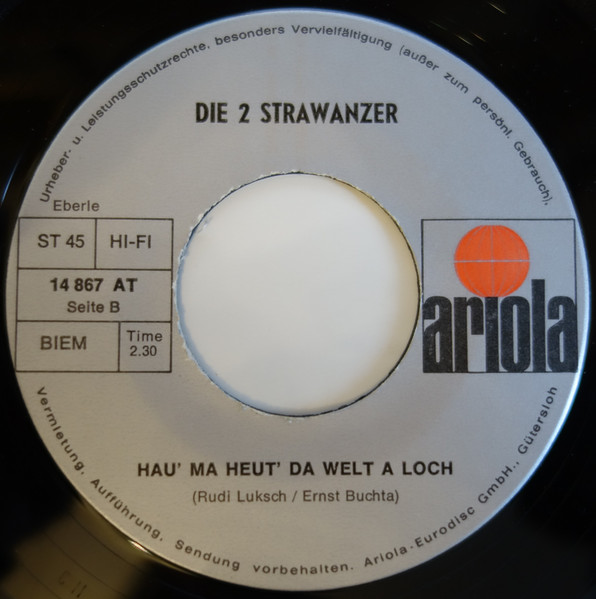 Urheber- u. Leistungsschutzrechte, besonders Vervielfältigung (außer zum persönl. Gebrauch),
DIE 2 STRAWANZER
Eberle
ST 45 HI-FI
14 867 AT
Seite B
BIEM
Time
2.30
ariola
HAU' MA HEUT' DA WELT A LOCH
(Rudi Luksch / Ernst Buchta)
Vermietung, Aufführung, Sendung vorbehalten. Ariola-Eurodisc GmbH., Gütersloh